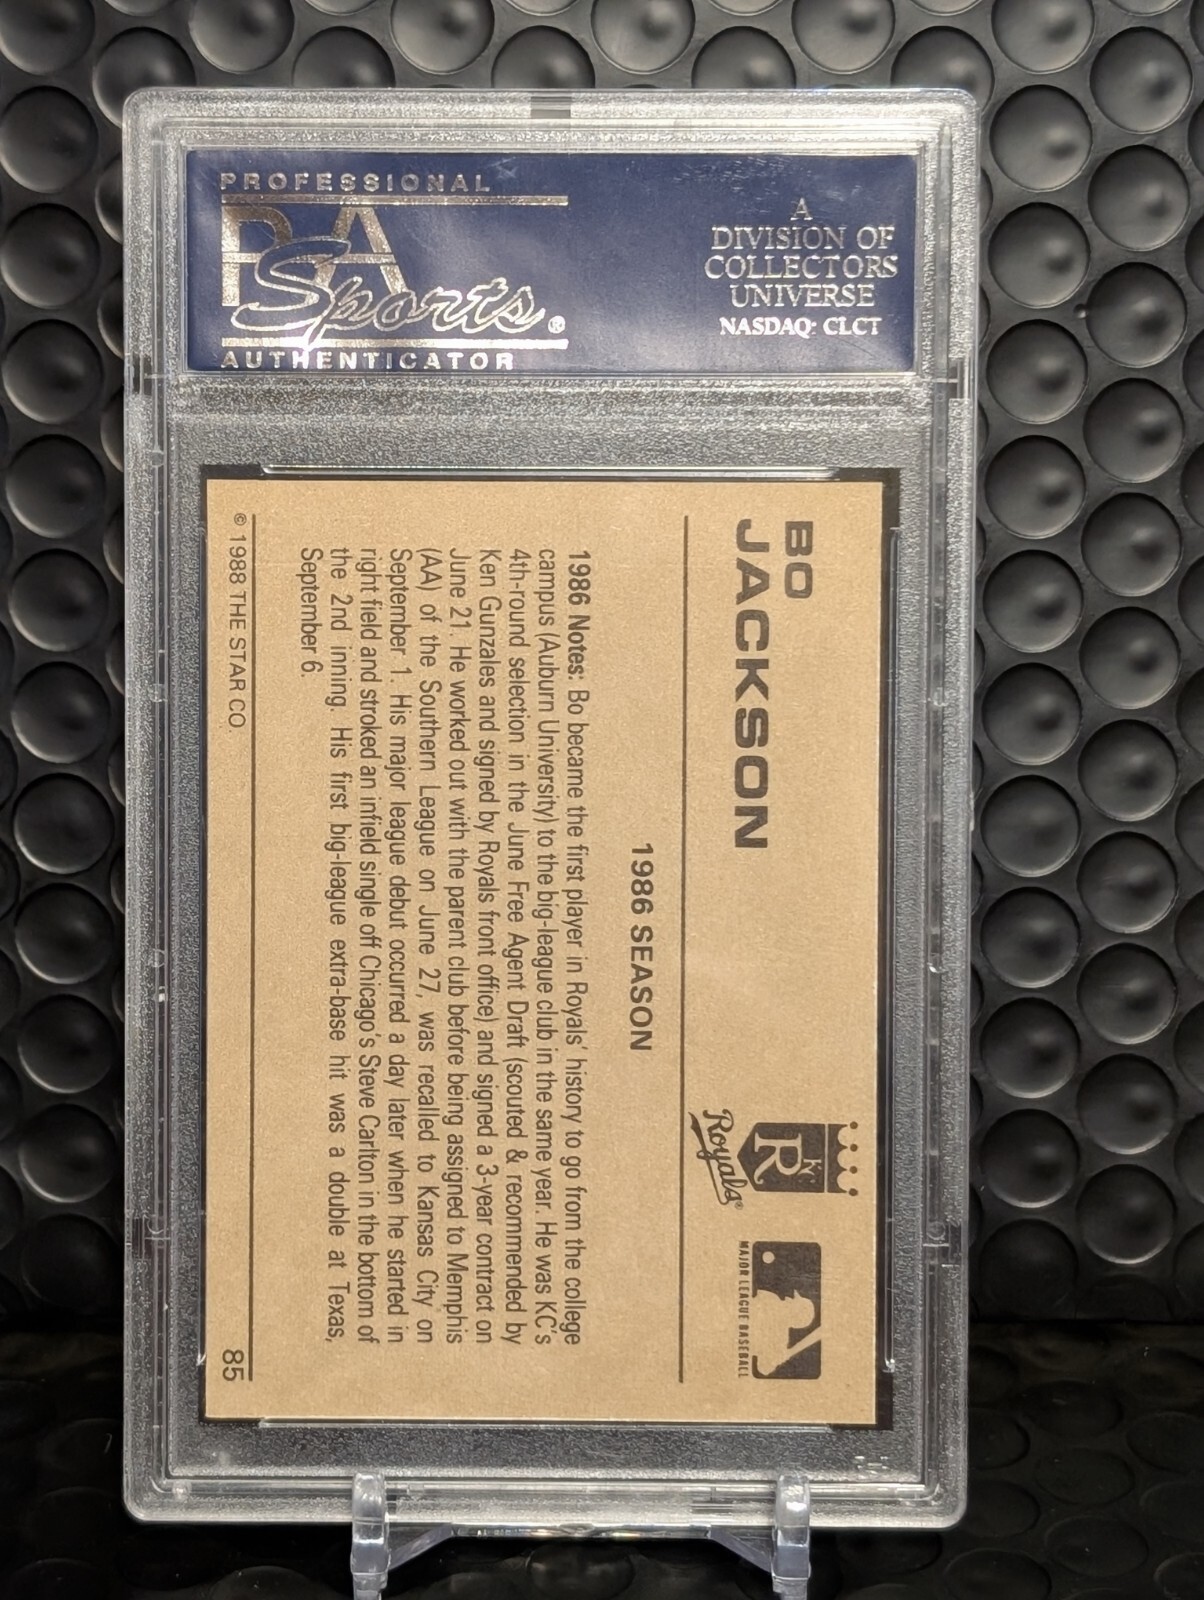 PROFESSIONAL
PSA
Sports®
AUTHENTICATOR
A
DIVISION OF
COLLECTORS
UNIVERSE
NASDAQ: CLCT
BO
JACKSON
R
KC
Royals®
MAJOR LEAGUE BASEBALL
1986 SEASON
1986 Notes: Bo became the first player in Royals' history to go from the college
campus (Auburn University) to the big-league club in the same year. He was KC's
4th-round selection in the June Free Agent Draft (scouted & recommended by
Ken Gunzales and signed by Royals front office) and signed a 3-year contract on
June 21. He worked out with the parent club before being assigned to Memphis
(AA) of the Southern League on June 27, was recalled to Kansas City on
September 1. His major league debut occurred a day later when he started in
right field and stroked an infield single off Chicago's Steve Carlton in the bottom of
the 2nd inning. His first big-league extra-base hit was a double at Texas,
September 6.
© 1988 THE STAR CO.
85